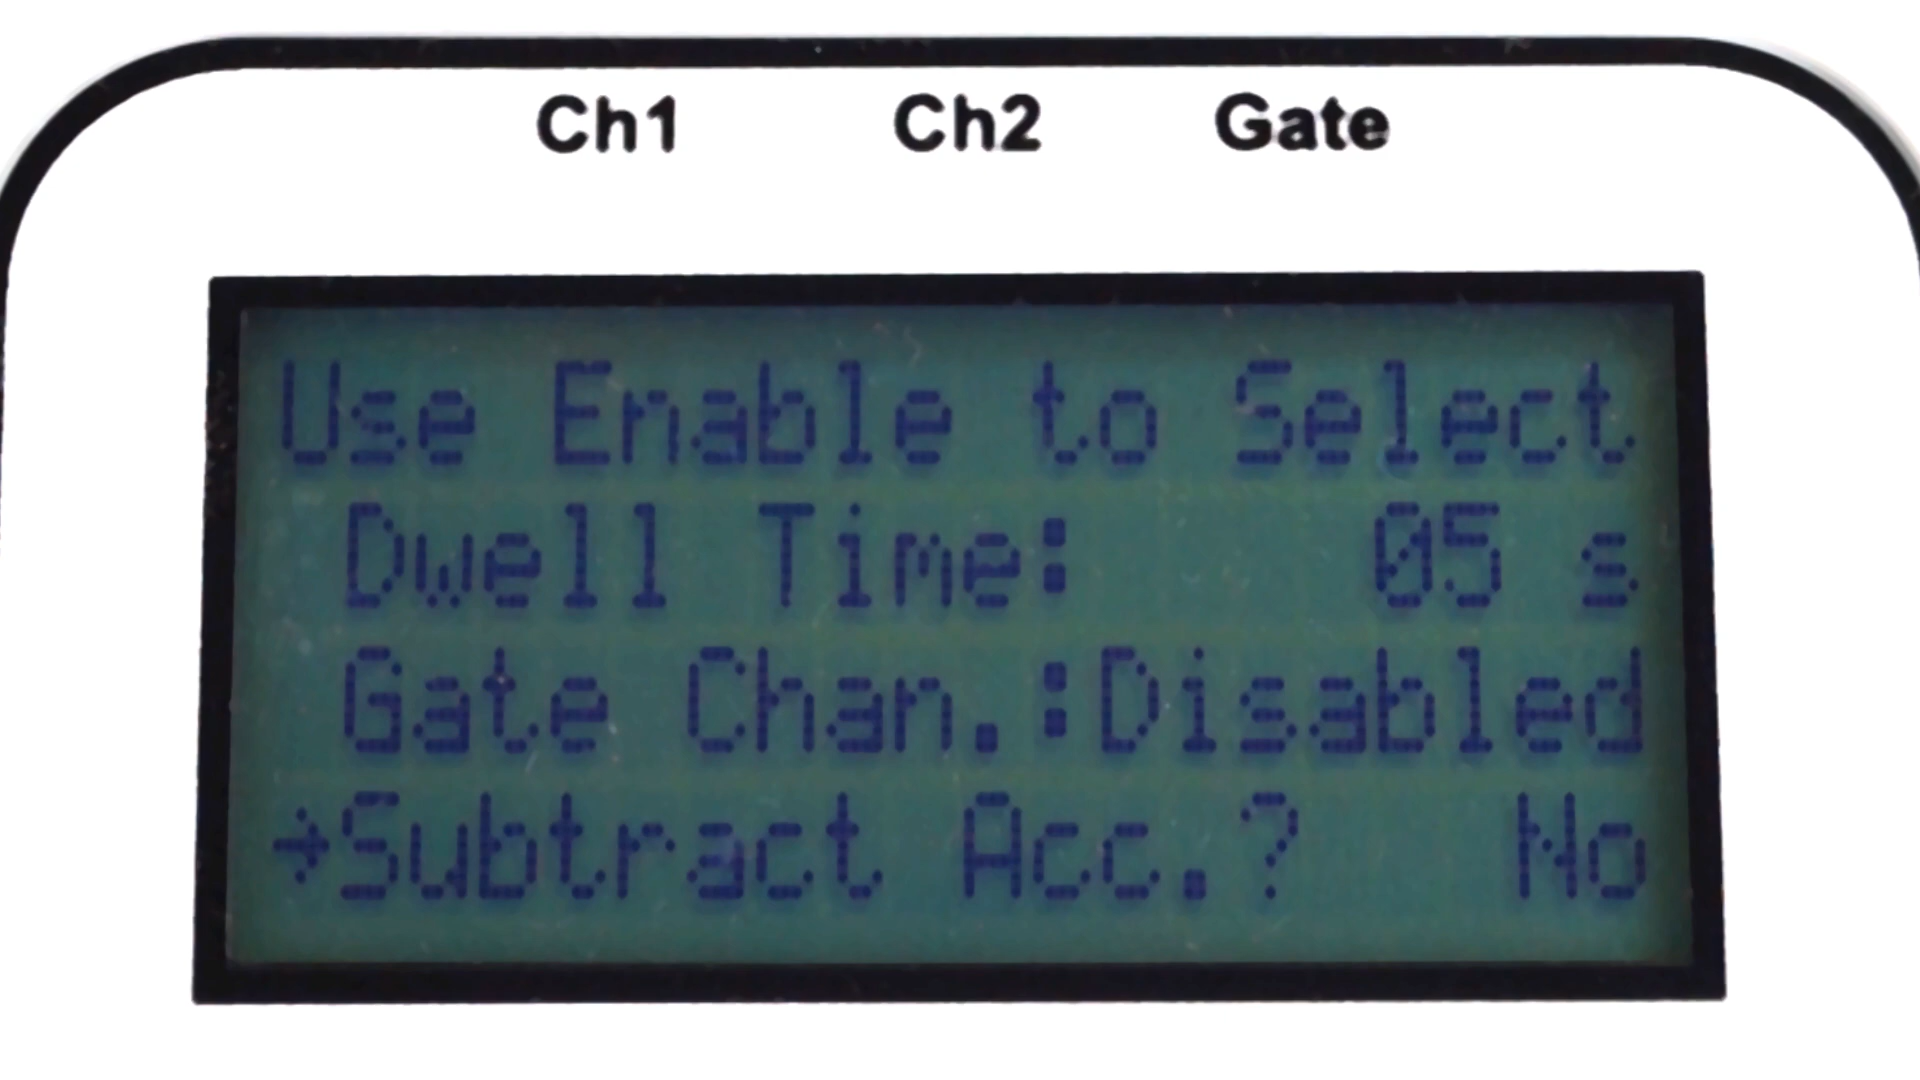 Ch1 Ch2 Gate
Use Enable to Select
Dwell Time: 05 s
Gate Chan.:Disabled
→Subtract Acc.? No